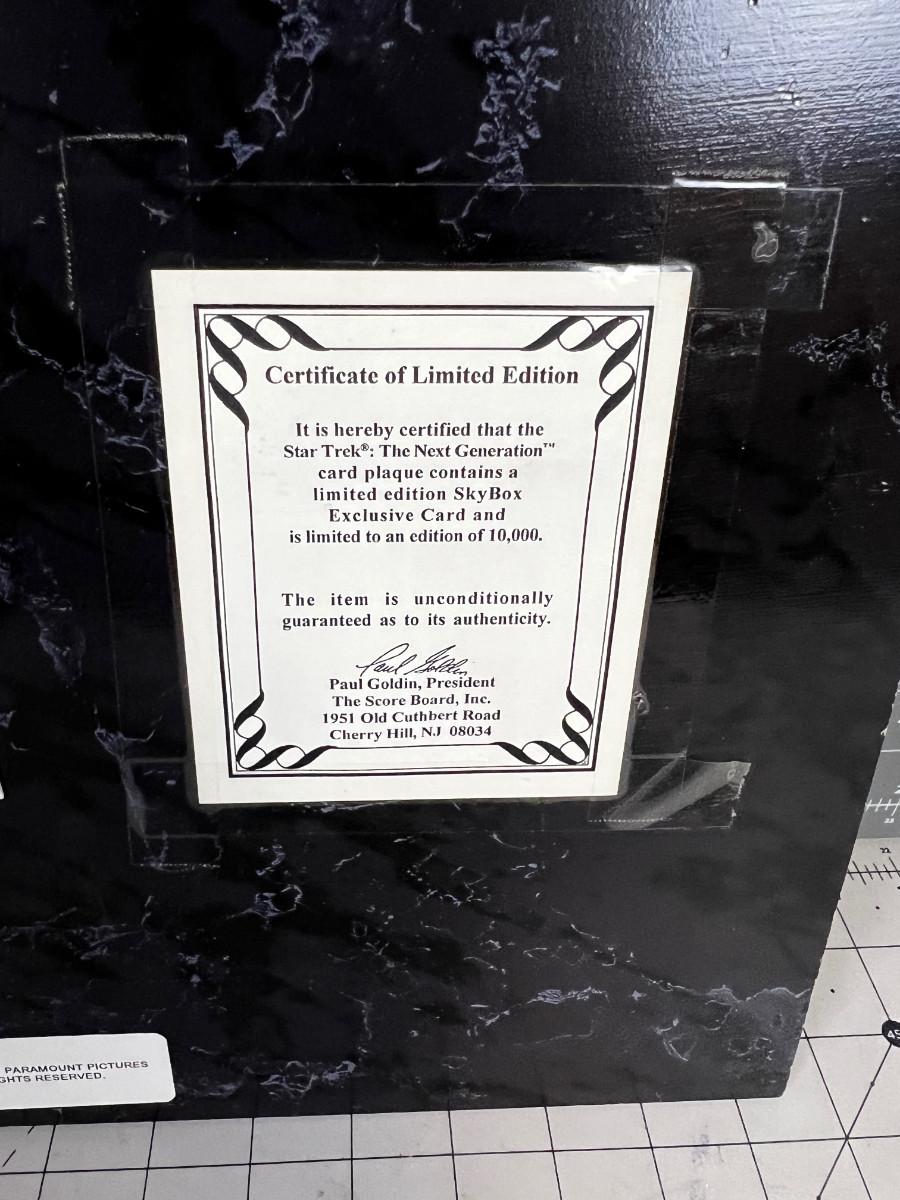 Certificate of Limited Edition
It is hereby certified that the
Star Trek®: The Next Generation™
card plaque contains a
limited edition SkyBox
Exclusive Card and
is limited to an edition of 10,000.
The item is unconditionally
guaranteed as to its authenticity.
Paul Goldin
Paul Goldin, President
The Score Board, Inc.
1951 Old Cuthbert Road
Cherry Hill, NJ 08034
PARAMOUNT PICTURES
GHTS RESERVED.
22